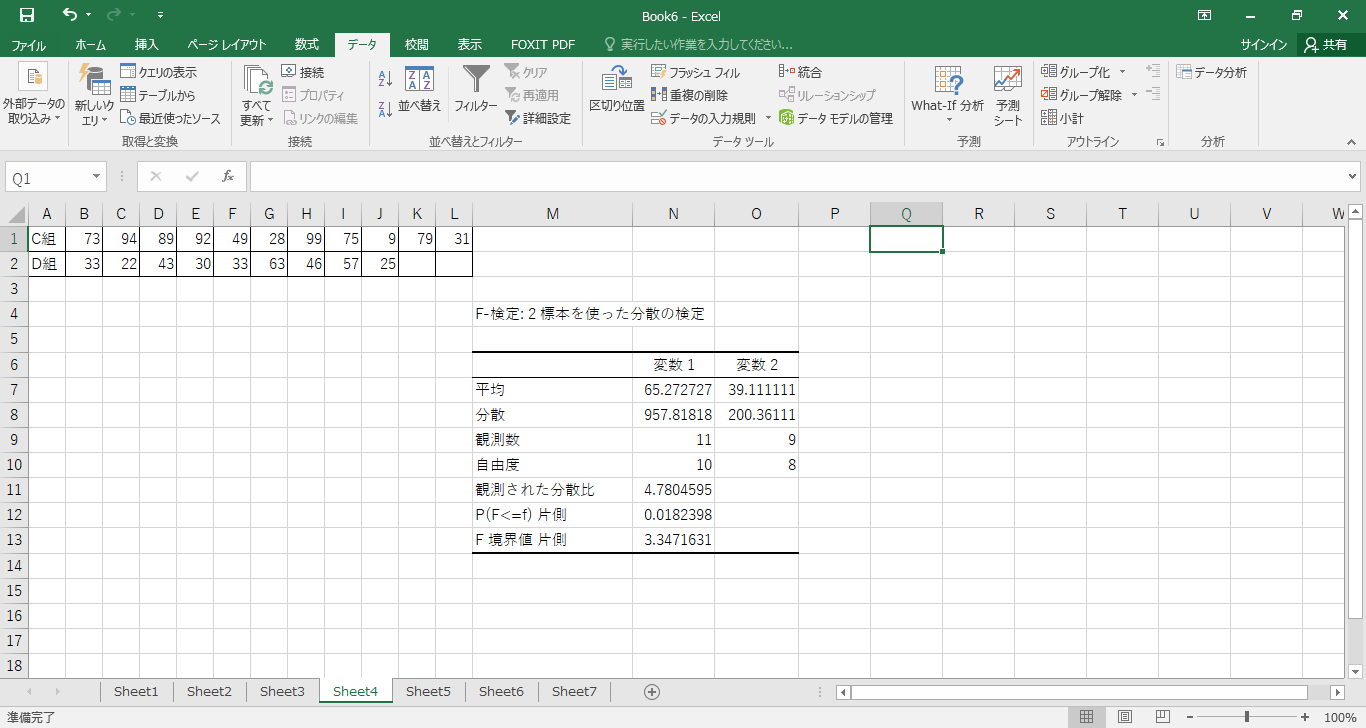 Book6 - Excel
ファイル ホーム 挿入 ページ レイアウト 数式 データ 校閲 表示 FOXIT PDF 実行したい作業を入力してください... サインイン 共有
外部データの取り込み
新しいクエリ
クエリの表示
テーブルから
最近使ったソース
取得と変換
すべて更新
接続
プロパティ
リンクの編集
接続
並べ替え
フィルター
クリア
再適用
詳細設定
並べ替えとフィルター
区切り位置
フラッシュ フィル
重複の削除
データの入力規則
統合
リレーションシップ
データ モデルの管理
データ ツール
What-If 分析
予測シート
予測
グループ化
グループ解除
小計
アウトライン
データ分析
分析
Q1 fx
A B C D E F G H I J K L M N O P Q R S T U V W
1 C組 73 94 89 92 49 28 99 75 9 79 31
2 D組 33 22 43 30 33 63 46 57 25
3
4 F-検定: 2 標本を使った分散の検定
5
6 変数 1 変数 2
7 平均 65.272727 39.111111
8 分散 957.81818 200.36111
9 観測数 11 9
10 自由度 10 8
11 観測された分散比 4.7804595
12 P(F<=f) 片側 0.0182398
13 F 境界値 片側 3.3471631
14
15
16
17
18
Sheet1 Sheet2 Sheet3 Sheet4 Sheet5 Sheet6 Sheet7
準備完了 100%